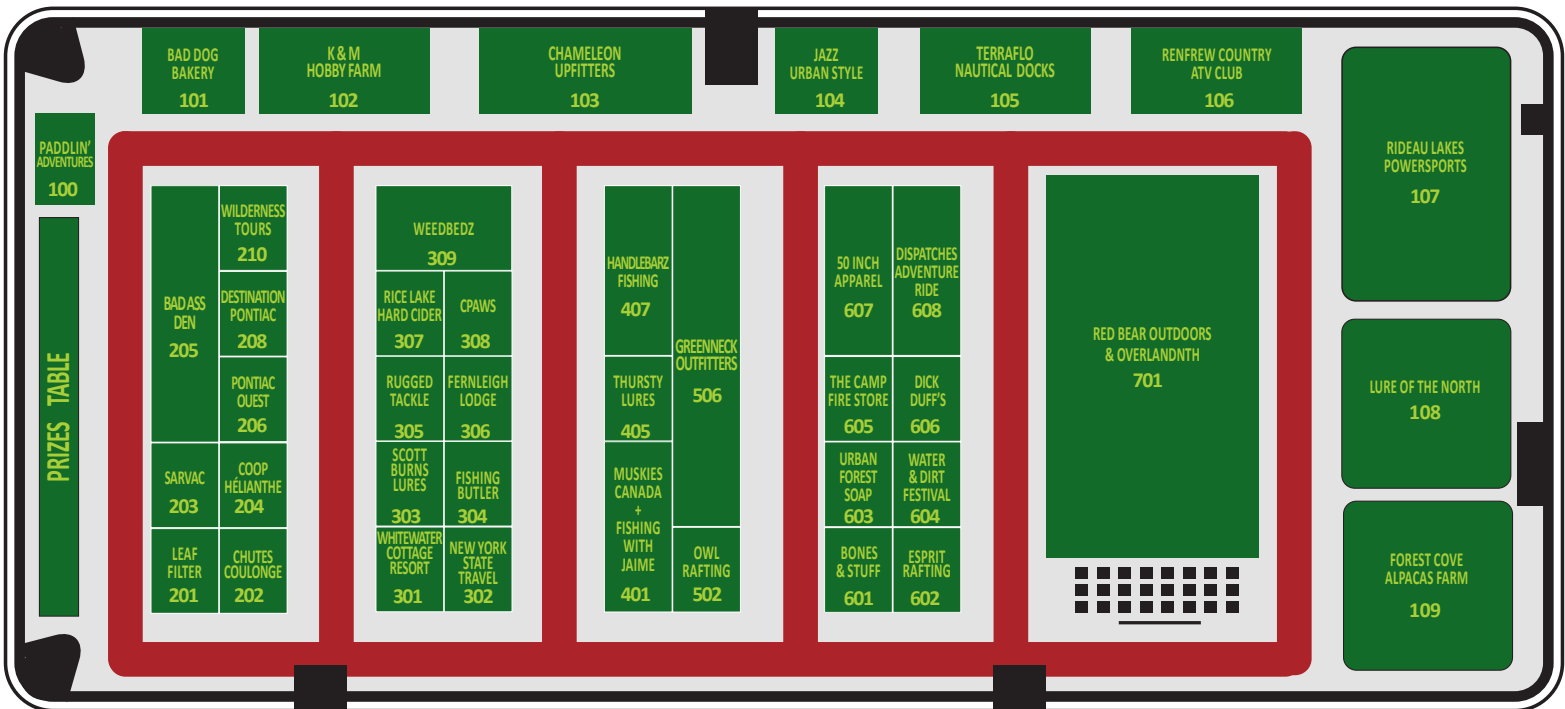 BAD DOG
BAKERY
101
K & M
HOBBY FARM
102
CHAMELEON
UPFITTERS
103
JAZZ
URBAN STYLE
104
TERRAFLO
NAUTICAL DOCKS
105
RENFREW COUNTRY
ATV CLUB
106
RIDEAU LAKES
POWERSPORTS
107
LURE OF THE NORTH
108
FOREST COVE
ALPACAS FARM
109
PADDLIN’
ADVENTURES
100
PRIZES TABLE
BAD ASS
DEN
205
WILDERNESS
TOURS
210
DESTINATION
PONTIAC
208
PONTIAC
OUEST
206
SARVAC
203
COOP
HÉLIANTHE
204
LEAF
FILTER
201
CHUTES
COULONGE
202
WEEDBEDZ
309
RICE LAKE
HARD CIDER
307
CPAWS
308
RUGGED
TACKLE
305
FERNLEIGH
LODGE
306
SCOTT
BURNS
LURES
303
FISHING
BUTLER
304
WHITEWATER
COTTAGE
RESORT
301
NEW YORK
STATE
TRAVEL
302
HANDLEBARZ
FISHING
407
GREENNECK
OUTFITTERS
506
THURSTY
LURES
405
MUSKIES
CANADA
+
FISHING
WITH
JAIME
401
OWL
RAFTING
502
50 INCH
APPAREL
607
DISPATCHES
ADVENTURE
RIDE
608
THE CAMP
FIRE STORE
605
DICK
DUFF’S
606
URBAN
FOREST
SOAP
603
WATER
& DIRT
FESTIVAL
604
BONES
& STUFF
601
ESPRIT
RAFTING
602
RED BEAR OUTDOORS
& OVERLANDNTH
701